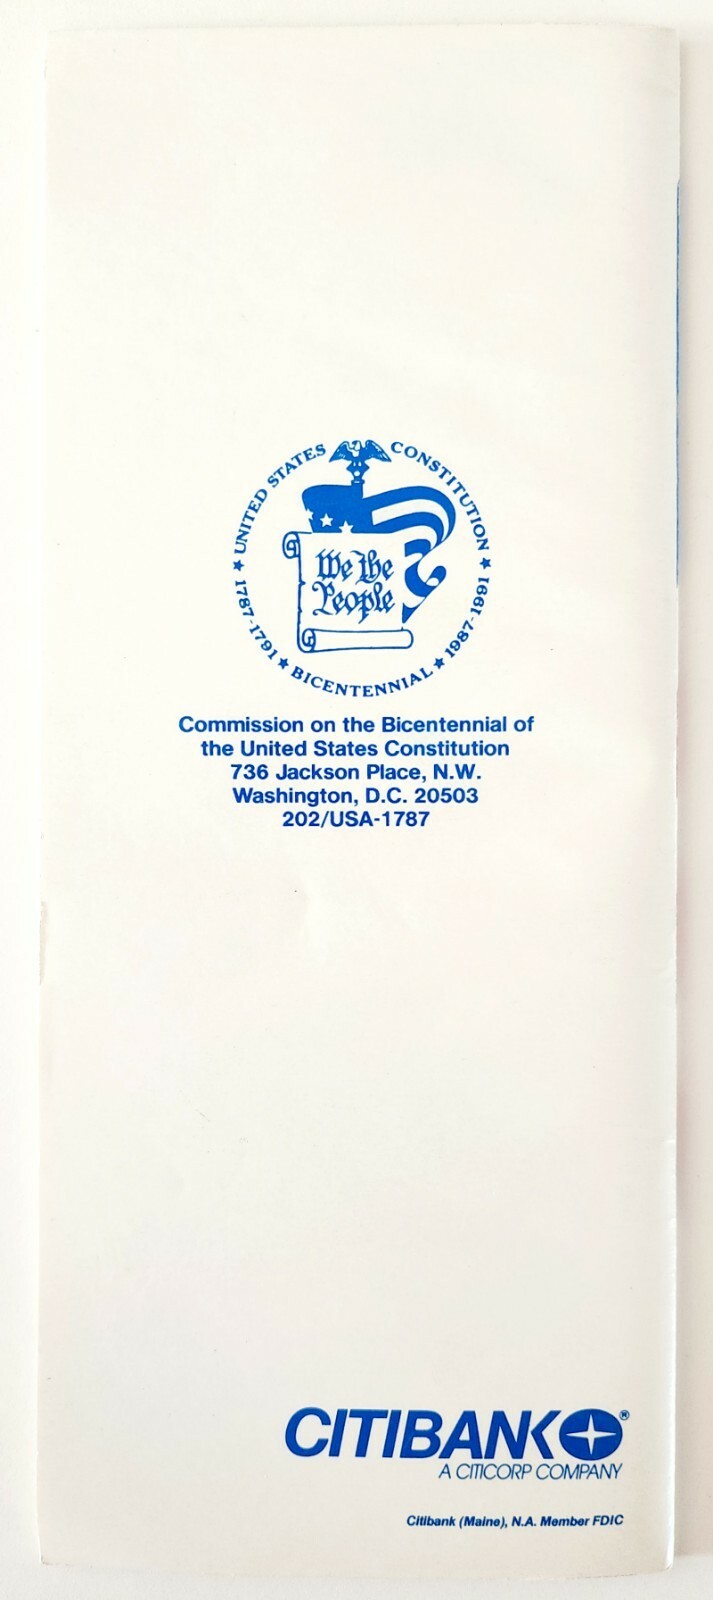 ★ UNITED STATES CONSTITUTION ★
1787-1791 ★ BICENTENNIAL ★ 1987-1991
We the
People
Commission on the Bicentennial of
the United States Constitution
736 Jackson Place, N.W.
Washington, D.C. 20503
202/USA-1787
CITIBANK®
A CITICORP COMPANY
Citibank (Maine), N.A. Member FDIC